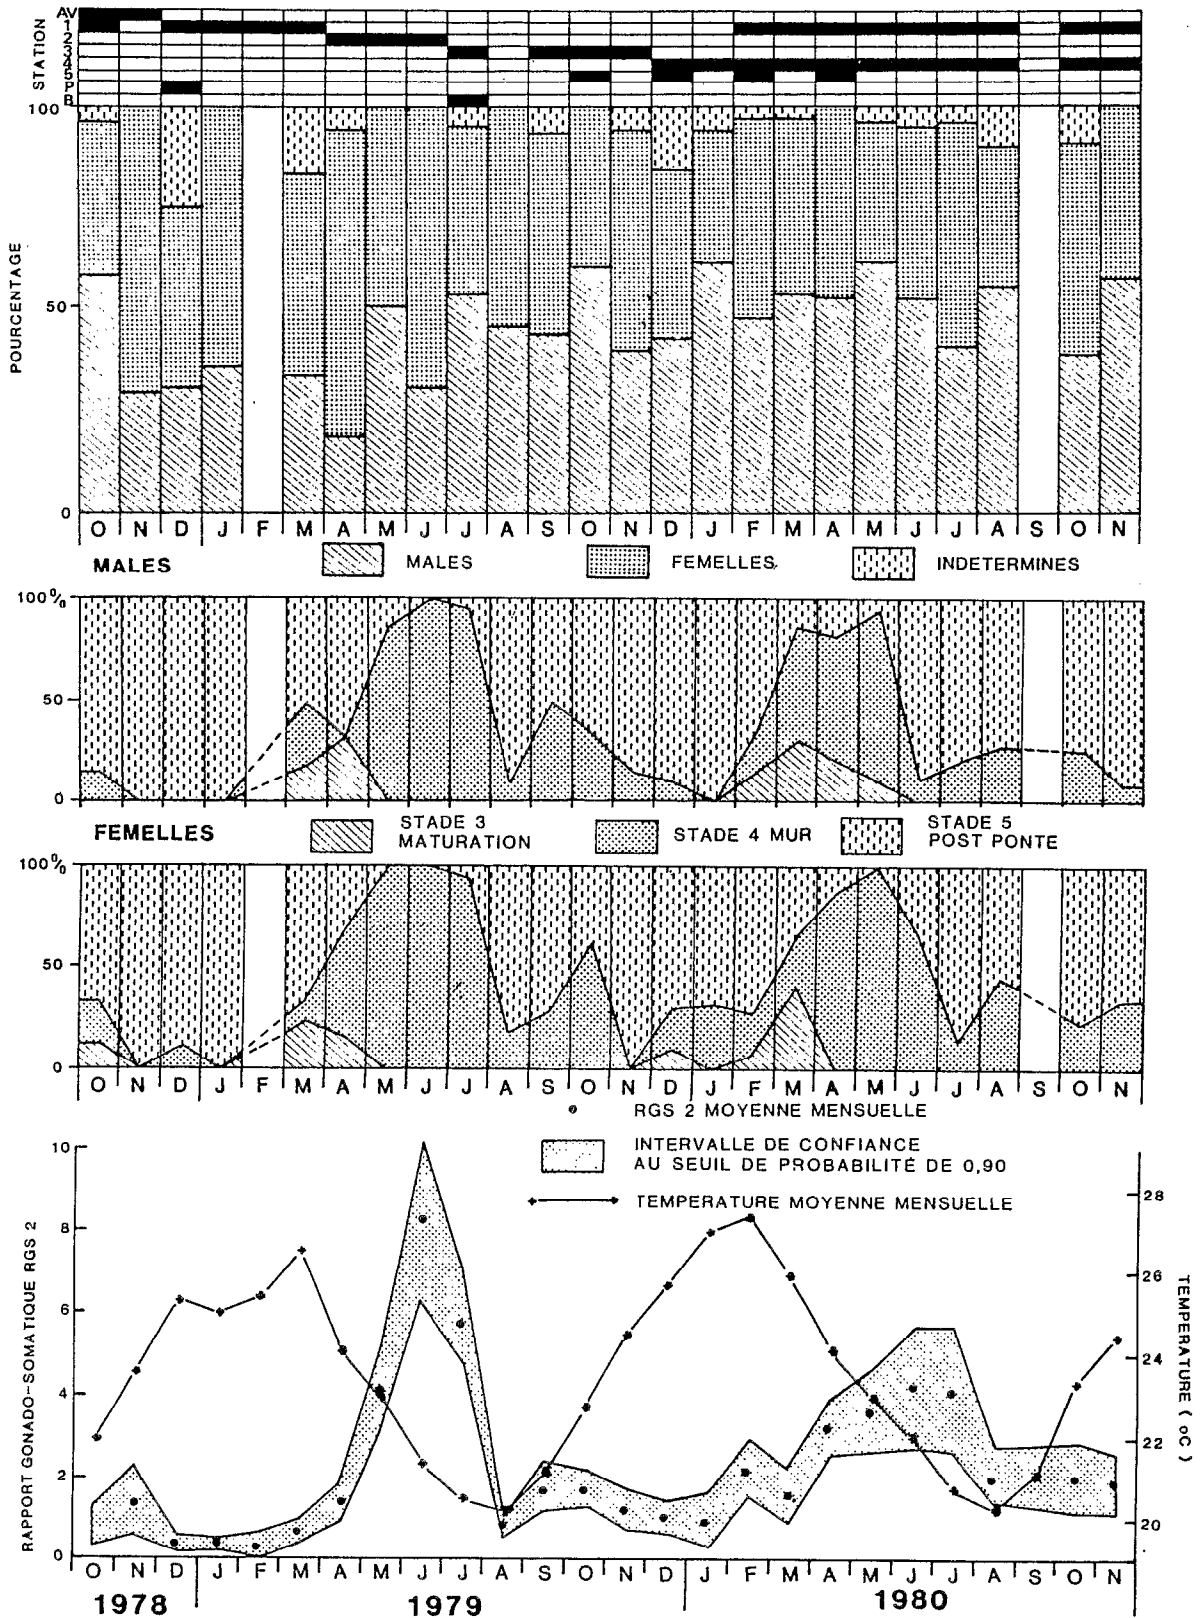 STATION
AV
1
2
3
4
5
P
B
POURCENTAGE
100
50
0
O N D J F M A M J J A S O N D J F M A M J J A S O N
MALES
MALES FEMELLES INDETERMINES
100%
50
0
FEMELLES
STADE 3 MATURATION
STADE 4 MUR
STADE 5 POST PONTE
100%
50
0
O N D J F M A M J J A S O N D J F M A M J J A S O N
RGS 2 MOYENNE MENSUELLE
INTERVALLE DE CONFIANCE
AU SEUIL DE PROBABILITÉ DE 0,90
TEMPERATURE MOYENNE MENSUELLE
RAPPORT GONADO-SOMATIQUE RGS 2
10
8
6
4
2
0
28
26
24
22
20
TEMPERATURE (oC)
O N D J F M A M J J A S O N D J F M A M J J A S O N
1978 1979 1980